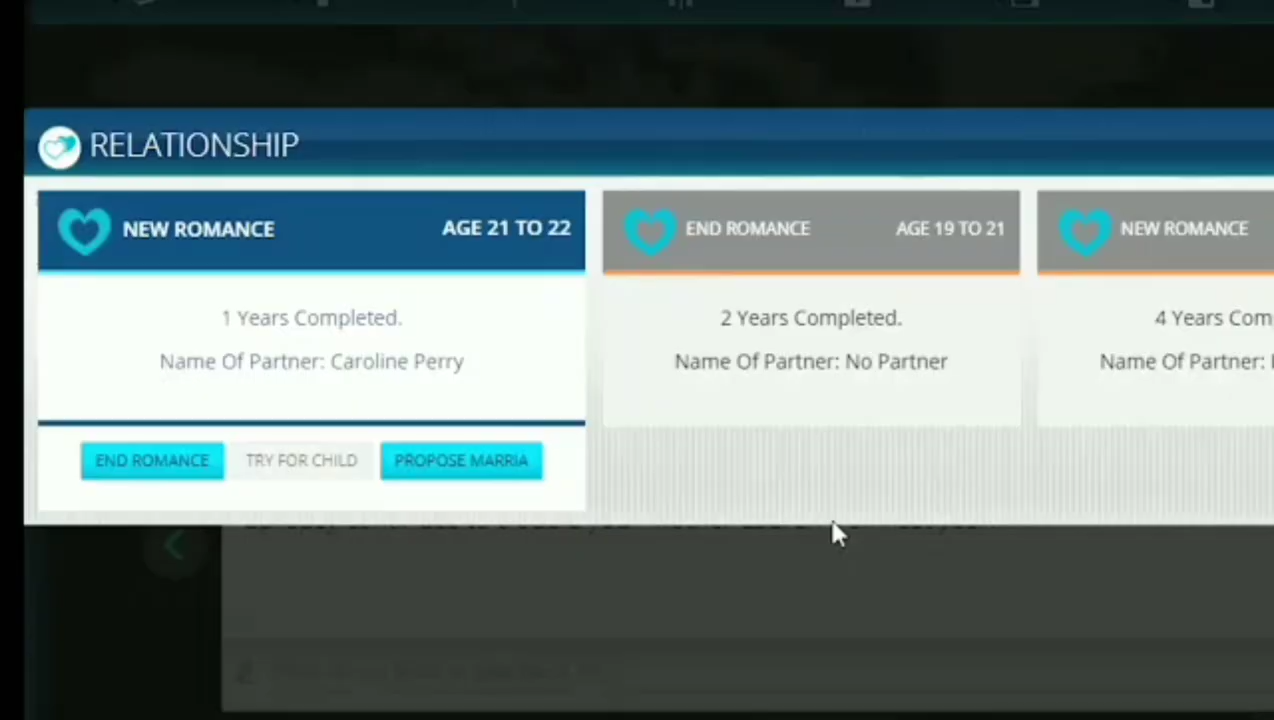 RELATIONSHIP
NEW ROMANCE
AGE 21 TO 22
1 Years Completed.
Name Of Partner: Caroline Perry
END ROMANCE
TRY FOR CHILD
PROPOSE MARRIA
END ROMANCE
AGE 19 TO 21
2 Years Completed.
Name Of Partner: No Partner
NEW ROMANCE
4 Years Com
Name Of Partner: